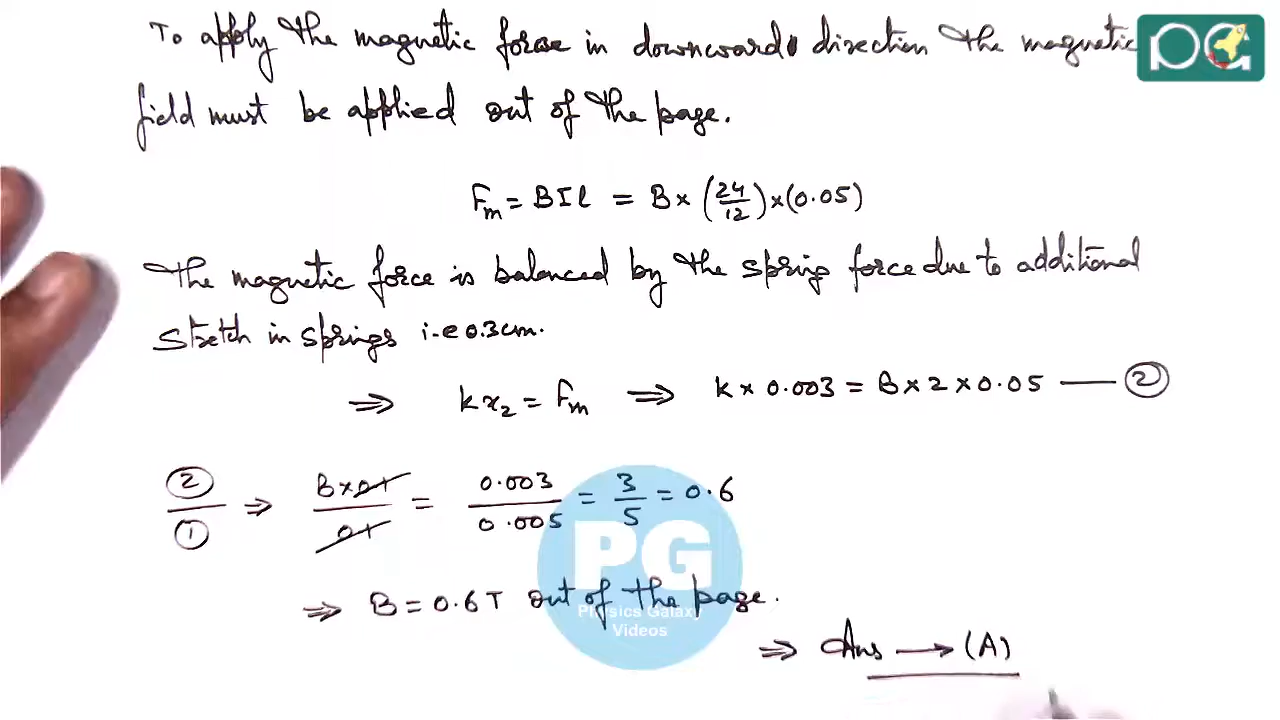 To apply the magnetic force in downward direction the magnetic
PG
field must be applied out of the page.
Fm = BIl = B × (24/12) × (0.05)
The magnetic force is balanced by the spring force due to additional
stretch in springs i.e 0.3cm.
⇒ kx₂ = Fm ⇒ k × 0.003 = B × 2 × 0.05 —— ②
②/① ⇒ B×0.1/0.1 = 0.003/0.005 = 3/5 = 0.6
PG
⇒ B = 0.6T out of the page.
Physics Galaxy
Videos
⇒ Ans → (A)